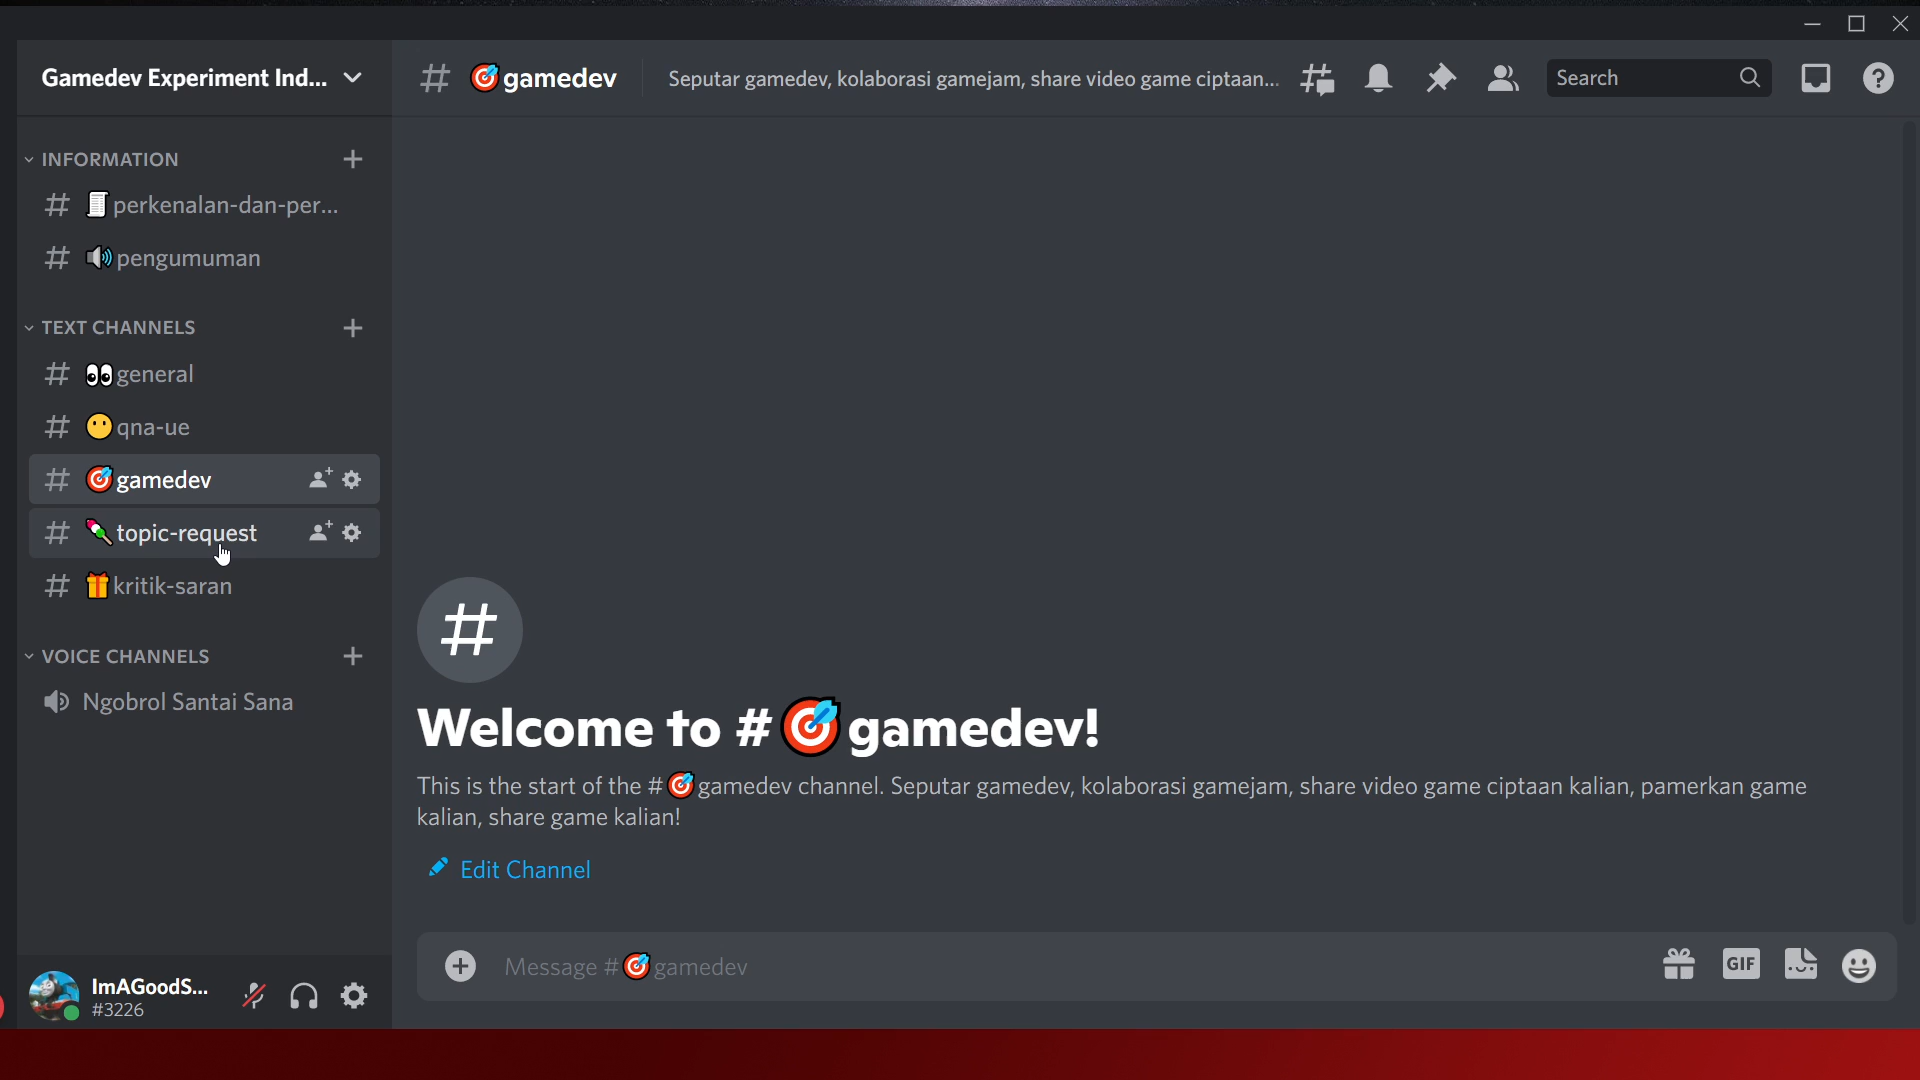 Gamedev Experiment Ind...
INFORMATION
perkenalan-dan-per...
pengumuman
TEXT CHANNELS
general
qna-ue
gamedev
topic-request
kritik-saran
VOICE CHANNELS
Ngobrol Santai Sana
ImAGoodS...
#3226
# 🎯gamedev
Seputar gamedev, kolaborasi gamejam, share video game ciptaan...
Search
Welcome to #🎯gamedev!
This is the start of the #🎯gamedev channel. Seputar gamedev, kolaborasi gamejam, share video game ciptaan kalian, pamerkan game
kalian, share game kalian!
Edit Channel
Message #🎯gamedev
GIF